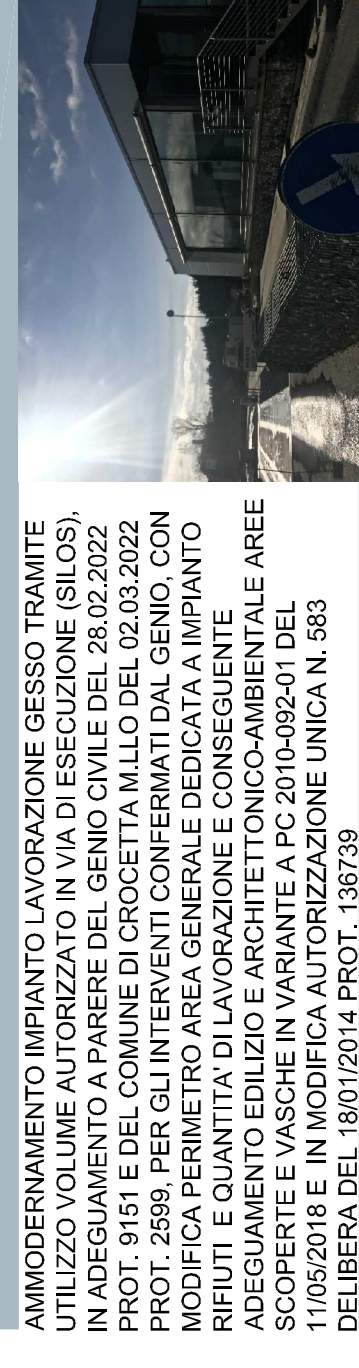 AMMODERNAMENTO IMPIANTO LAVORAZIONE GESSO TRAMITE
UTILIZZO VOLUME AUTORIZZATO IN VIA DI ESECUZIONE (SILOS),
IN ADEGUAMENTO A PARERE DEL GENIO CIVILE DEL 28.02.2022
PROT. 9151 E DEL COMUNE DI CROCETTA M.LLO DEL 02.03.2022
PROT. 2599, PER GLI INTERVENTI CONFERMATI DAL GENIO, CON
MODIFICA PERIMETRO AREA GENERALE DEDICATA A IMPIANTO
RIFIUTI  E QUANTITA' DI LAVORAZIONE E CONSEGUENTE
ADEGUAMENTO EDILIZIO E ARCHITETTONICO-AMBIENTALE AREE
SCOPERTE E VASCHE IN VARIANTE A PC 2010-092-01 DEL
11/05/2018 E  IN MODIFICA AUTORIZZAZIONE UNICA N. 583
DELIBERA DEL 18/01/2014 PROT. 136739